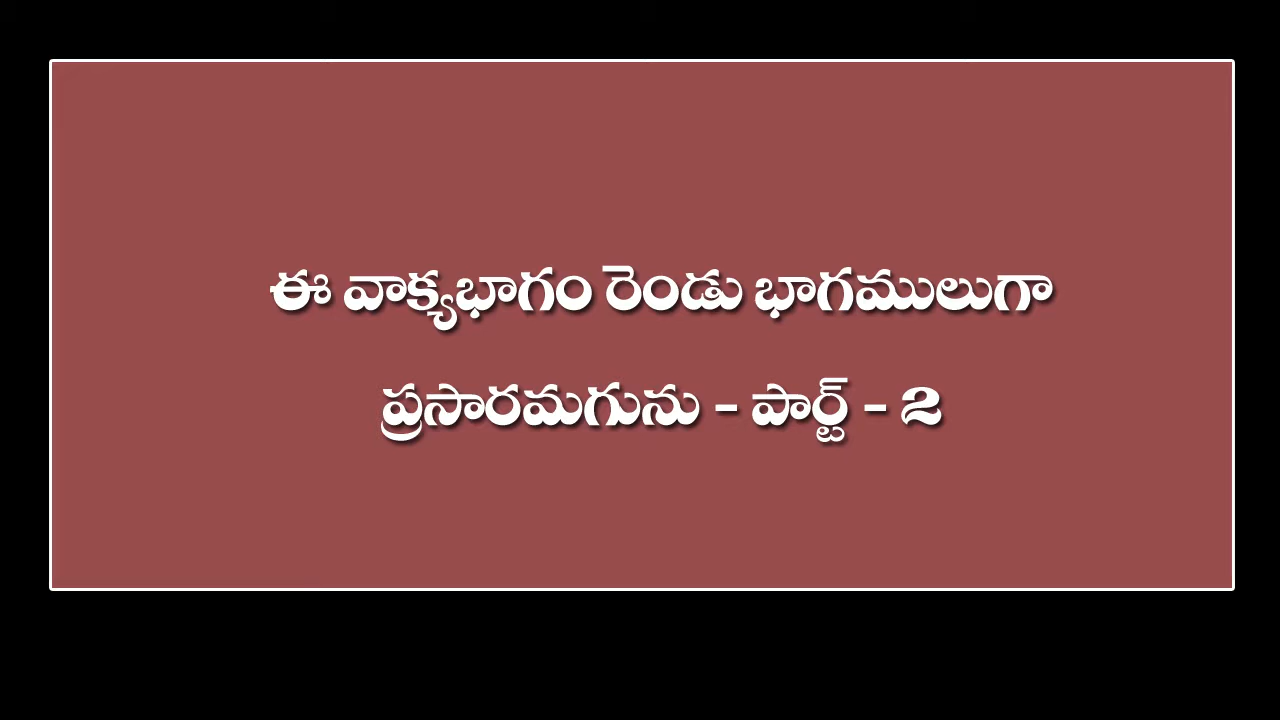 ఈ వాక్యభాగం రెండు భాగములుగా
ప్రసారమగును - పార్ట్ - 2